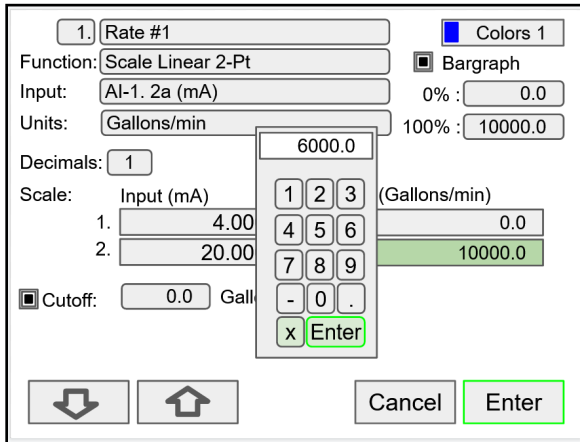 1. Rate #1 Colors 1
Function: Scale Linear 2-Pt Bargraph
Input: AI-1. 2a (mA) 0% : 0.0
Units: Gallons/min 100% : 10000.0
6000.0
Decimals: 1
Scale: Input (mA) (Gallons/min)
1. 4.00 0.0
2. 20.00 10000.0
1 2 3
4 5 6
7 8 9
- 0 .
x Enter
Cutoff: 0.0 Gall
Cancel Enter